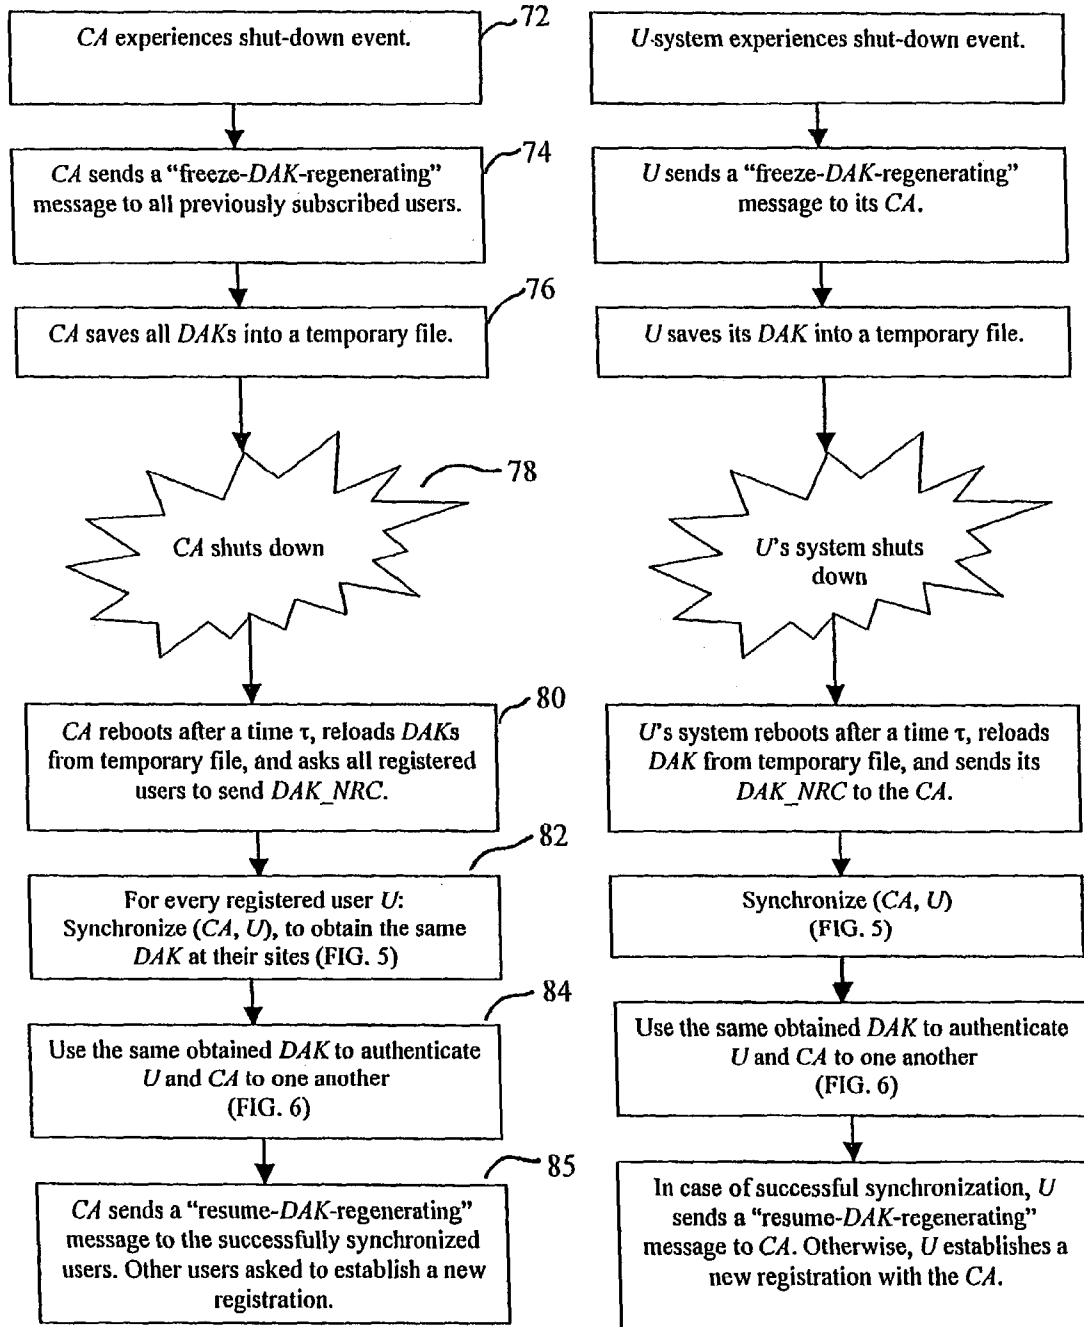 CA experiences shut-down event.
72
CA sends a "freeze-DAK-regenerating"
message to all previously subscribed users.
74
CA saves all DAKs into a temporary file.
76
CA shuts down
78
CA reboots after a time τ, reloads DAKs
from temporary file, and asks all registered
users to send DAK_NRC.
80
For every registered user U:
Synchronize (CA, U), to obtain the same
DAK at their sites (FIG. 5)
82
Use the same obtained DAK to authenticate
U and CA to one another
(FIG. 6)
84
CA sends a "resume-DAK-regenerating"
message to the successfully synchronized
users. Other users asked to establish a new
registration.
85
U-system experiences shut-down event.
U sends a "freeze-DAK-regenerating"
message to its CA.
U saves its DAK into a temporary file.
U's system shuts
down
U's system reboots after a time τ, reloads
DAK from temporary file, and sends its
DAK_NRC to the CA.
Synchronize (CA, U)
(FIG. 5)
Use the same obtained DAK to authenticate
U and CA to one another
(FIG. 6)
In case of successful synchronization, U
sends a "resume-DAK-regenerating"
message to CA. Otherwise, U establishes a
new registration with the CA.